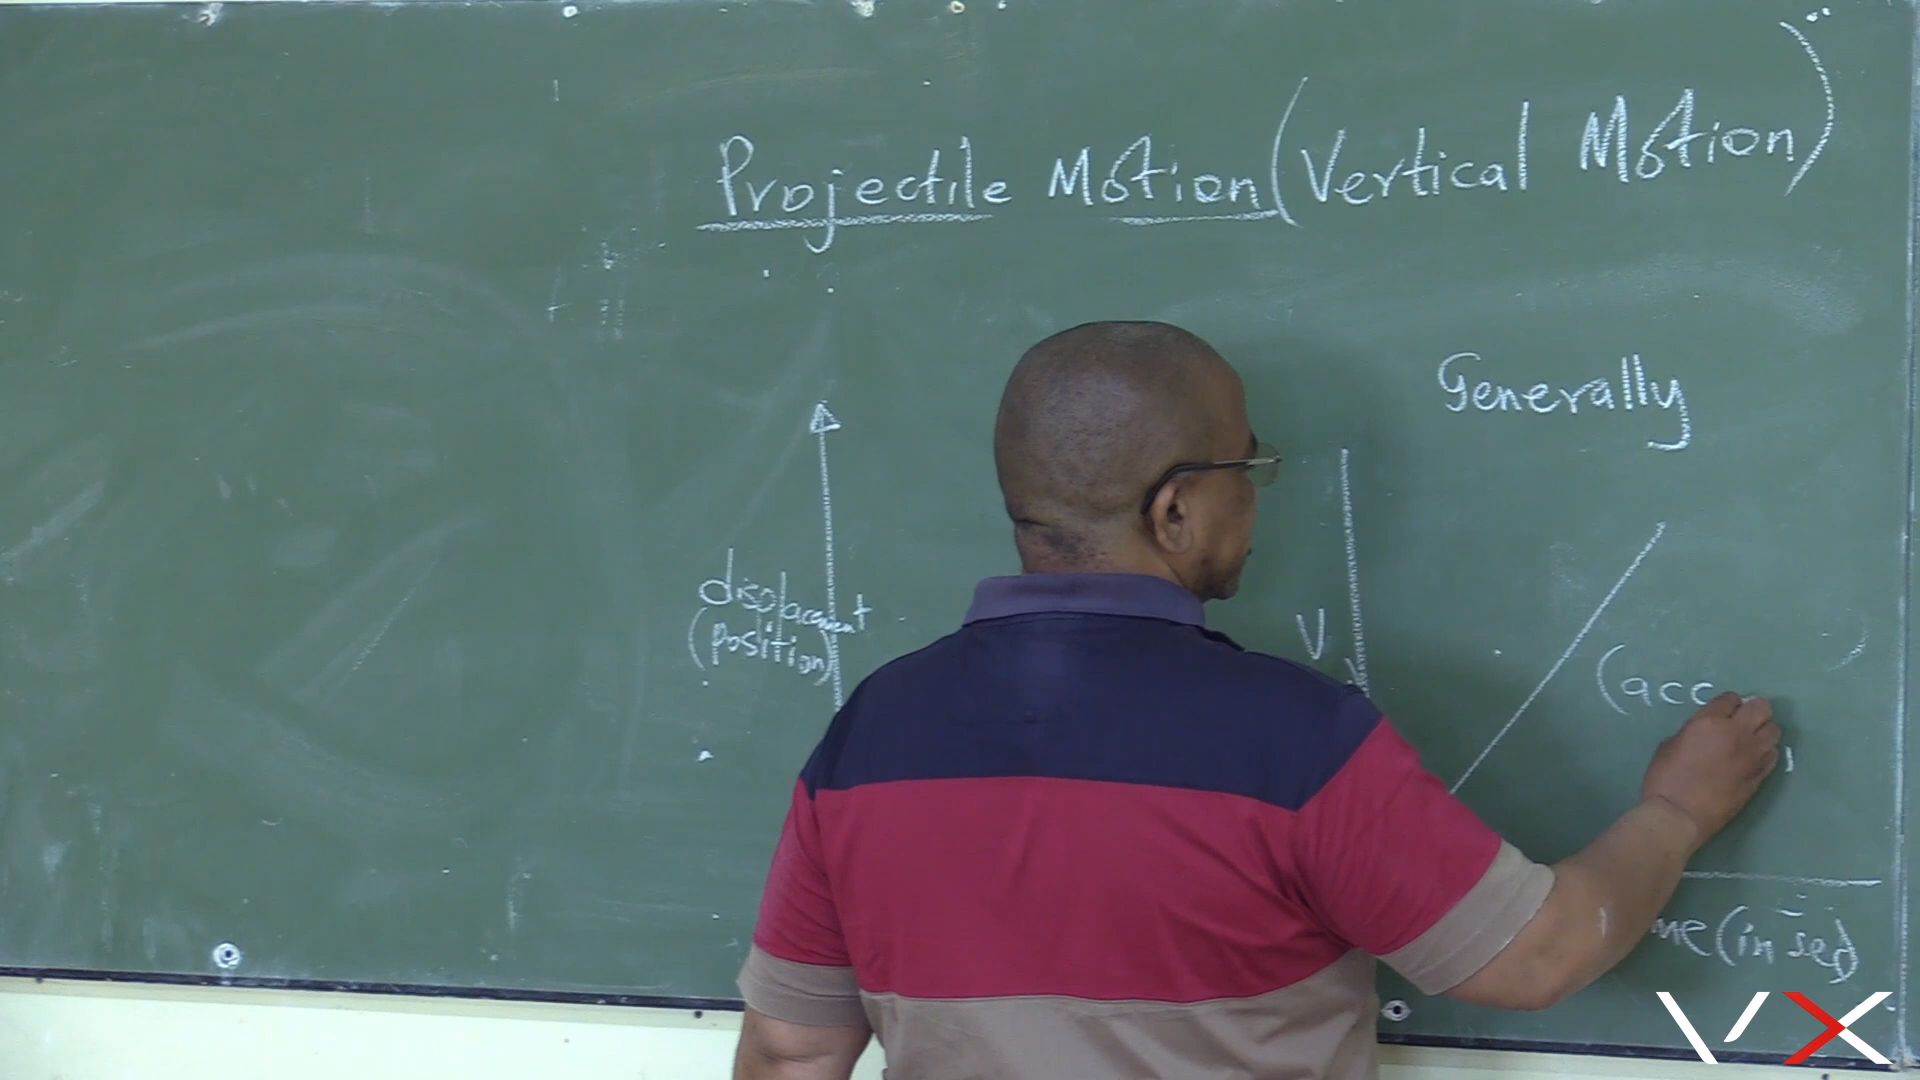 Projectile Motion (Vertical Motion)
Generally
displacement
(position)
V
(acc
me (in sec)
VX